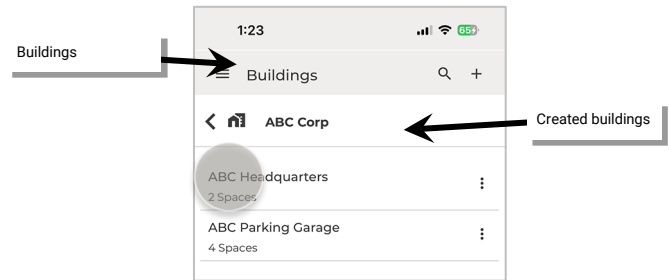 1:23
65
Buildings
Buildings
ABC Corp
Created buildings
ABC Headquarters
2 Spaces
ABC Parking Garage
4 Spaces